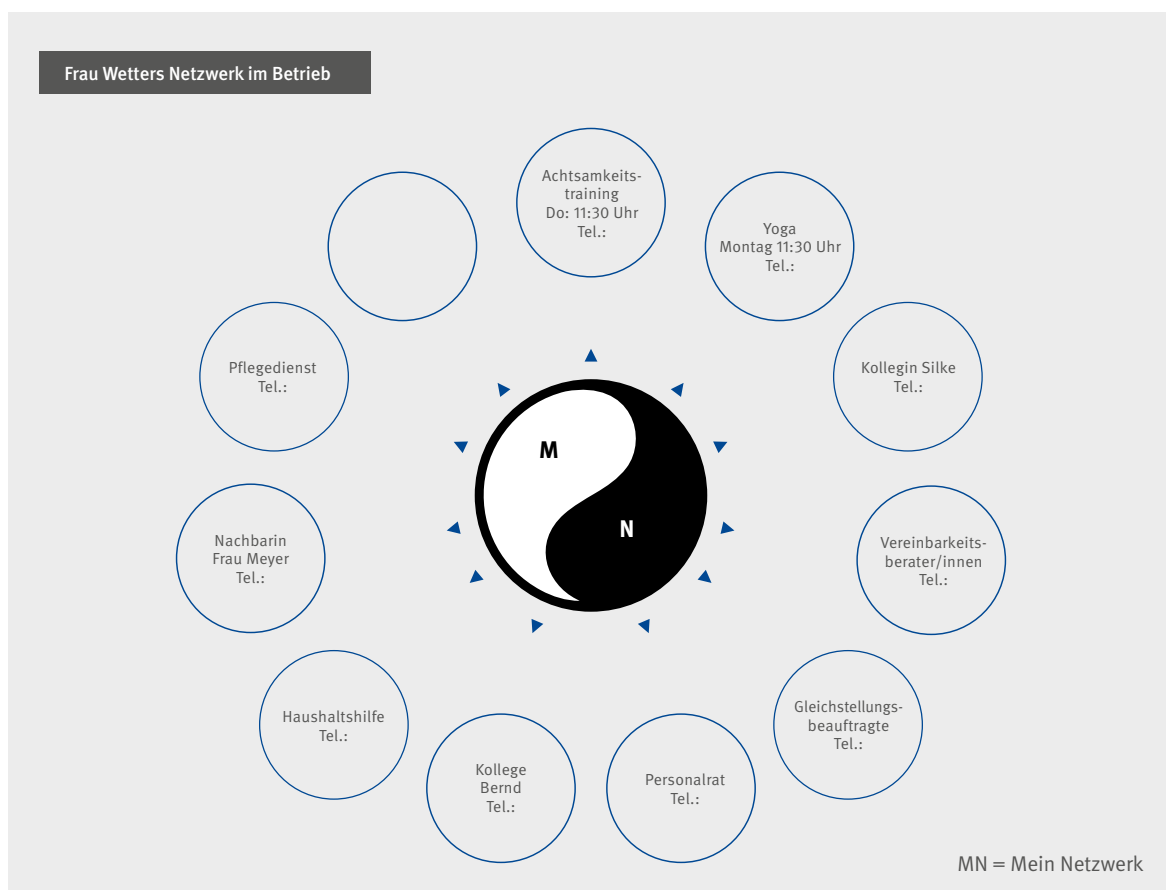 Frau Wetters Netzwerk im Betrieb
Achtsamkeits-
training
Do: 11:30 Uhr
Tel.:
Yoga
Montag 11:30 Uhr
Tel.:
Kollegin Silke
Tel.:
Vereinbarkeits-
berater/innen
Tel.:
Gleichstellungs-
beauftragte
Tel.:
Personalrat
Tel.:
Kollege
Bernd
Tel.:
Haushaltshilfe
Tel.:
Nachbarin
Frau Meyer
Tel.:
Pflegedienst
Tel.:
M
N
MN = Mein Netzwerk